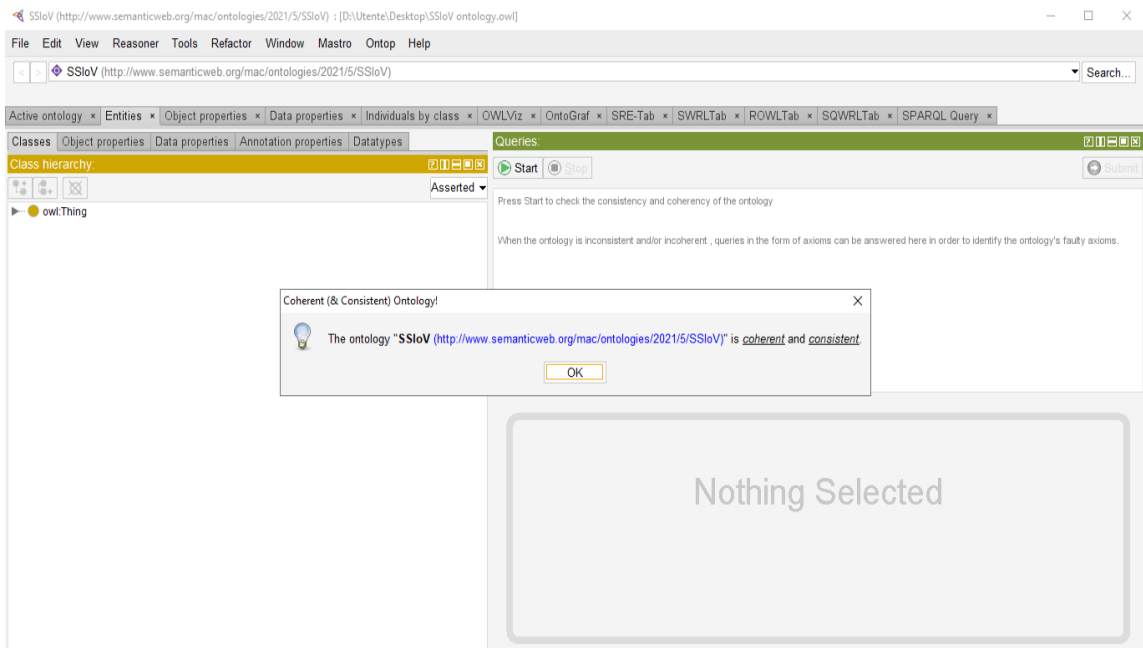 SSIoV (http://www.semanticweb.org/mac/ontologies/2021/5/SSIoV) : [D:\Utente\Desktop\SSIoV ontology.owl]
File Edit View Reasoner Tools Refactor Window Mastro Ontop Help
< > SSIoV (http://www.semanticweb.org/mac/ontologies/2021/5/SSIoV) Search...
Active ontology × Entities × Object properties × Data properties × Individuals by class × OWLViz × OntoGraf × SRE-Tab × SWRLTab × ROWLTab × SQWRLTab × SPARQL Query ×
Classes Object properties Data properties Annotation properties Datatypes
Class hierarchy:
Asserted
owl:Thing
Queries:
Start Stop Submit
Press Start to check the consistency and coherency of the ontology
When the ontology is inconsistent and/or incoherent , queries in the form of axioms can be answered here in order to identify the ontology's faulty axioms.
Coherent (& Consistent) Ontology!
The ontology "SSIoV (http://www.semanticweb.org/mac/ontologies/2021/5/SSIoV)" is coherent and consistent.
OK
Nothing Selected